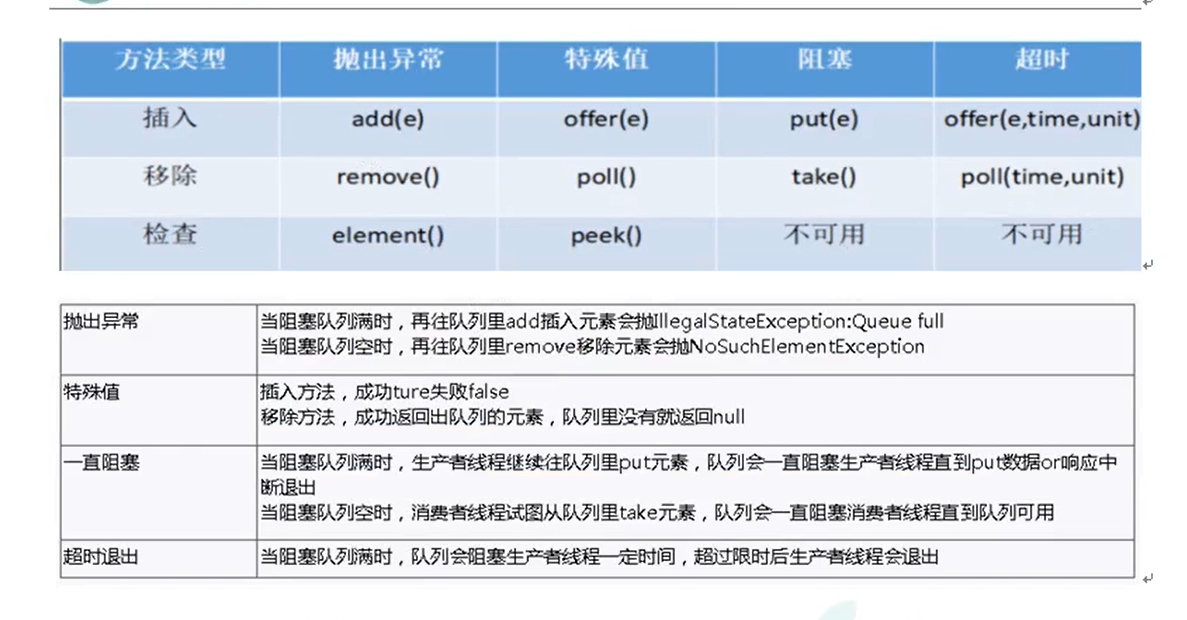 方法类型 抛出异常 特殊值 阻塞 超时
插入 add(e) offer(e) put(e) offer(e,time,unit)
移除 remove() poll() take() poll(time,unit)
检查 element() peek() 不可用 不可用
抛出异常 当阻塞队列满时，再往队列里add插入元素会抛IllegalStateException:Queue full
当阻塞队列空时，再往队列里remove移除元素会抛NoSuchElementException
特殊值 插入方法，成功ture失败false
移除方法，成功返回出队列的元素，队列里没有就返回null
一直阻塞 当阻塞队列满时，生产者线程继续往队列里put元素，队列会一直阻塞生产者线程直到put数据or响应中
断退出
当阻塞队列空时，消费者线程试图从队列里take元素，队列会一直阻塞消费者线程直到队列可用
超时退出 当阻塞队列满时，队列会阻塞生产者线程一定时间，超过限时后生产者线程会退出